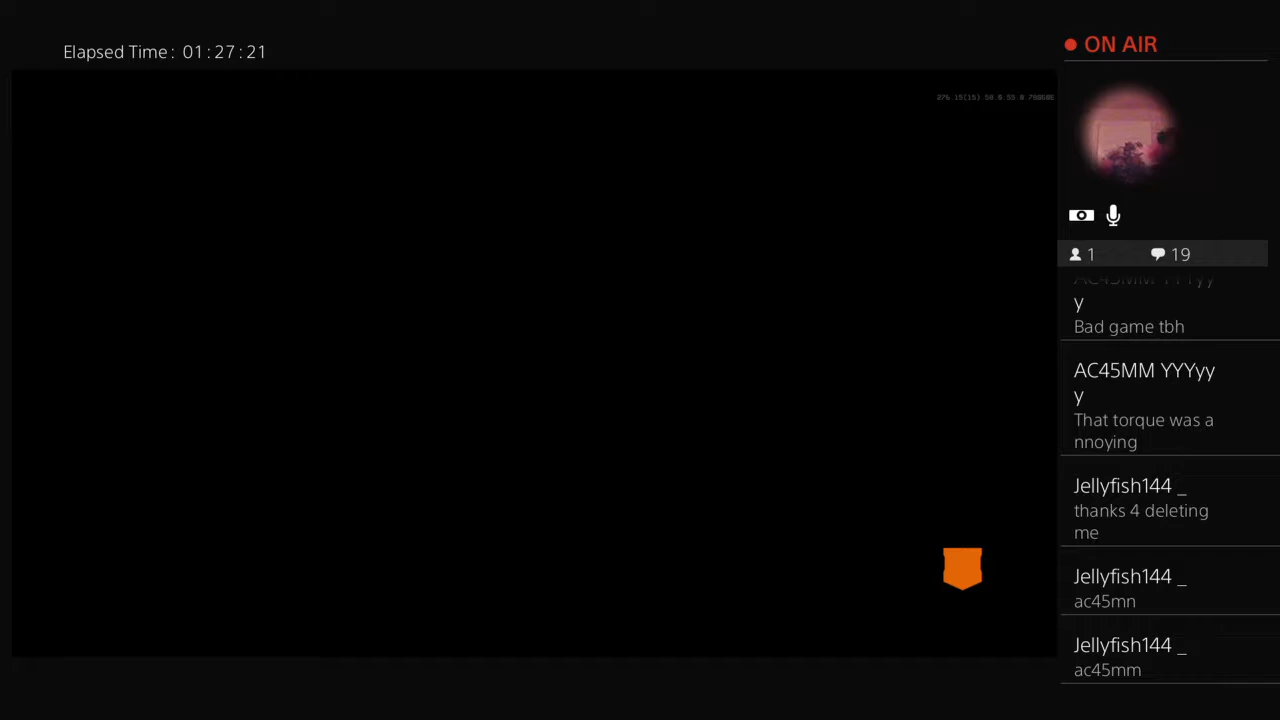 Elapsed Time: 01:27:21
ON AIR
1 19
y
Bad game tbh
AC45MM YYYyy
y
That torque was a
nnoying
Jellyfish144 _
thanks 4 deleting
me
Jellyfish144 _
ac45mn
Jellyfish144 _
ac45mm